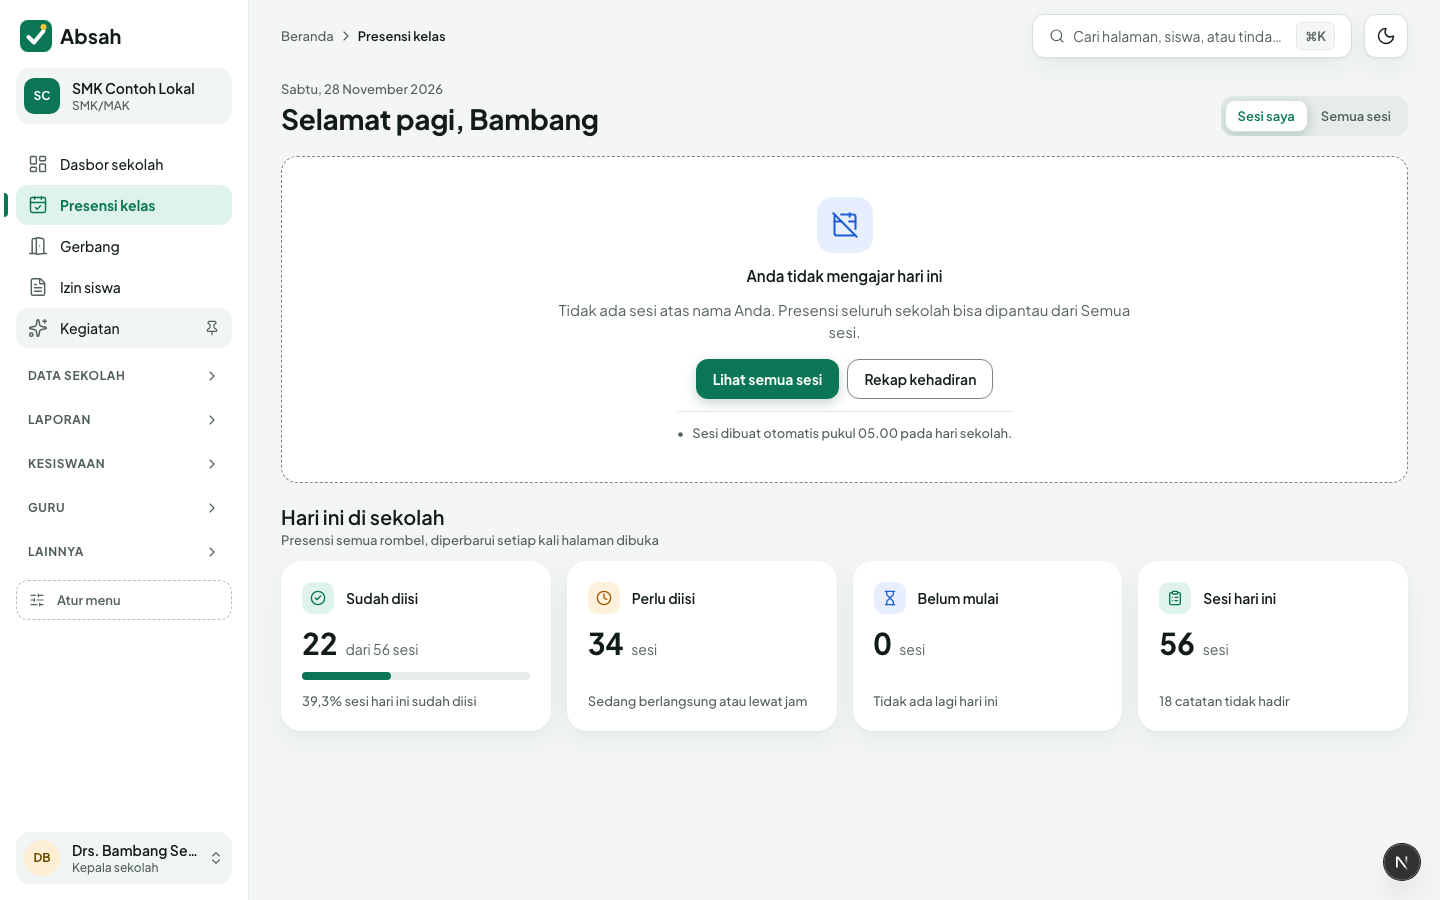 Absah
SC
SMK Contoh Lokal
SMK/MAK
Dasbor sekolah
Presensi kelas
Gerbang
Izin siswa
Kegiatan
DATA SEKOLAH
LAPORAN
KESISWAAN
GURU
LAINNYA
Atur menu
DB
Drs. Bambang Se...
Kepala sekolah
Beranda
Presensi kelas
Cari halaman, siswa, atau tinda...
⌘K
Sabtu, 28 November 2026
Selamat pagi, Bambang
Sesi saya
Semua sesi
Anda tidak mengajar hari ini
Tidak ada sesi atas nama Anda. Presensi seluruh sekolah bisa dipantau dari Semua
sesi.
Lihat semua sesi
Rekap kehadiran
• Sesi dibuat otomatis pukul 05.00 pada hari sekolah.
Hari ini di sekolah
Presensi semua rombel, diperbarui setiap kali halaman dibuka
Sudah diisi
22 dari 56 sesi
39,3% sesi hari ini sudah diisi
Perlu diisi
34 sesi
Sedang berlangsung atau lewat jam
Belum mulai
0 sesi
Tidak ada lagi hari ini
Sesi hari ini
56 sesi
18 catatan tidak hadir
N